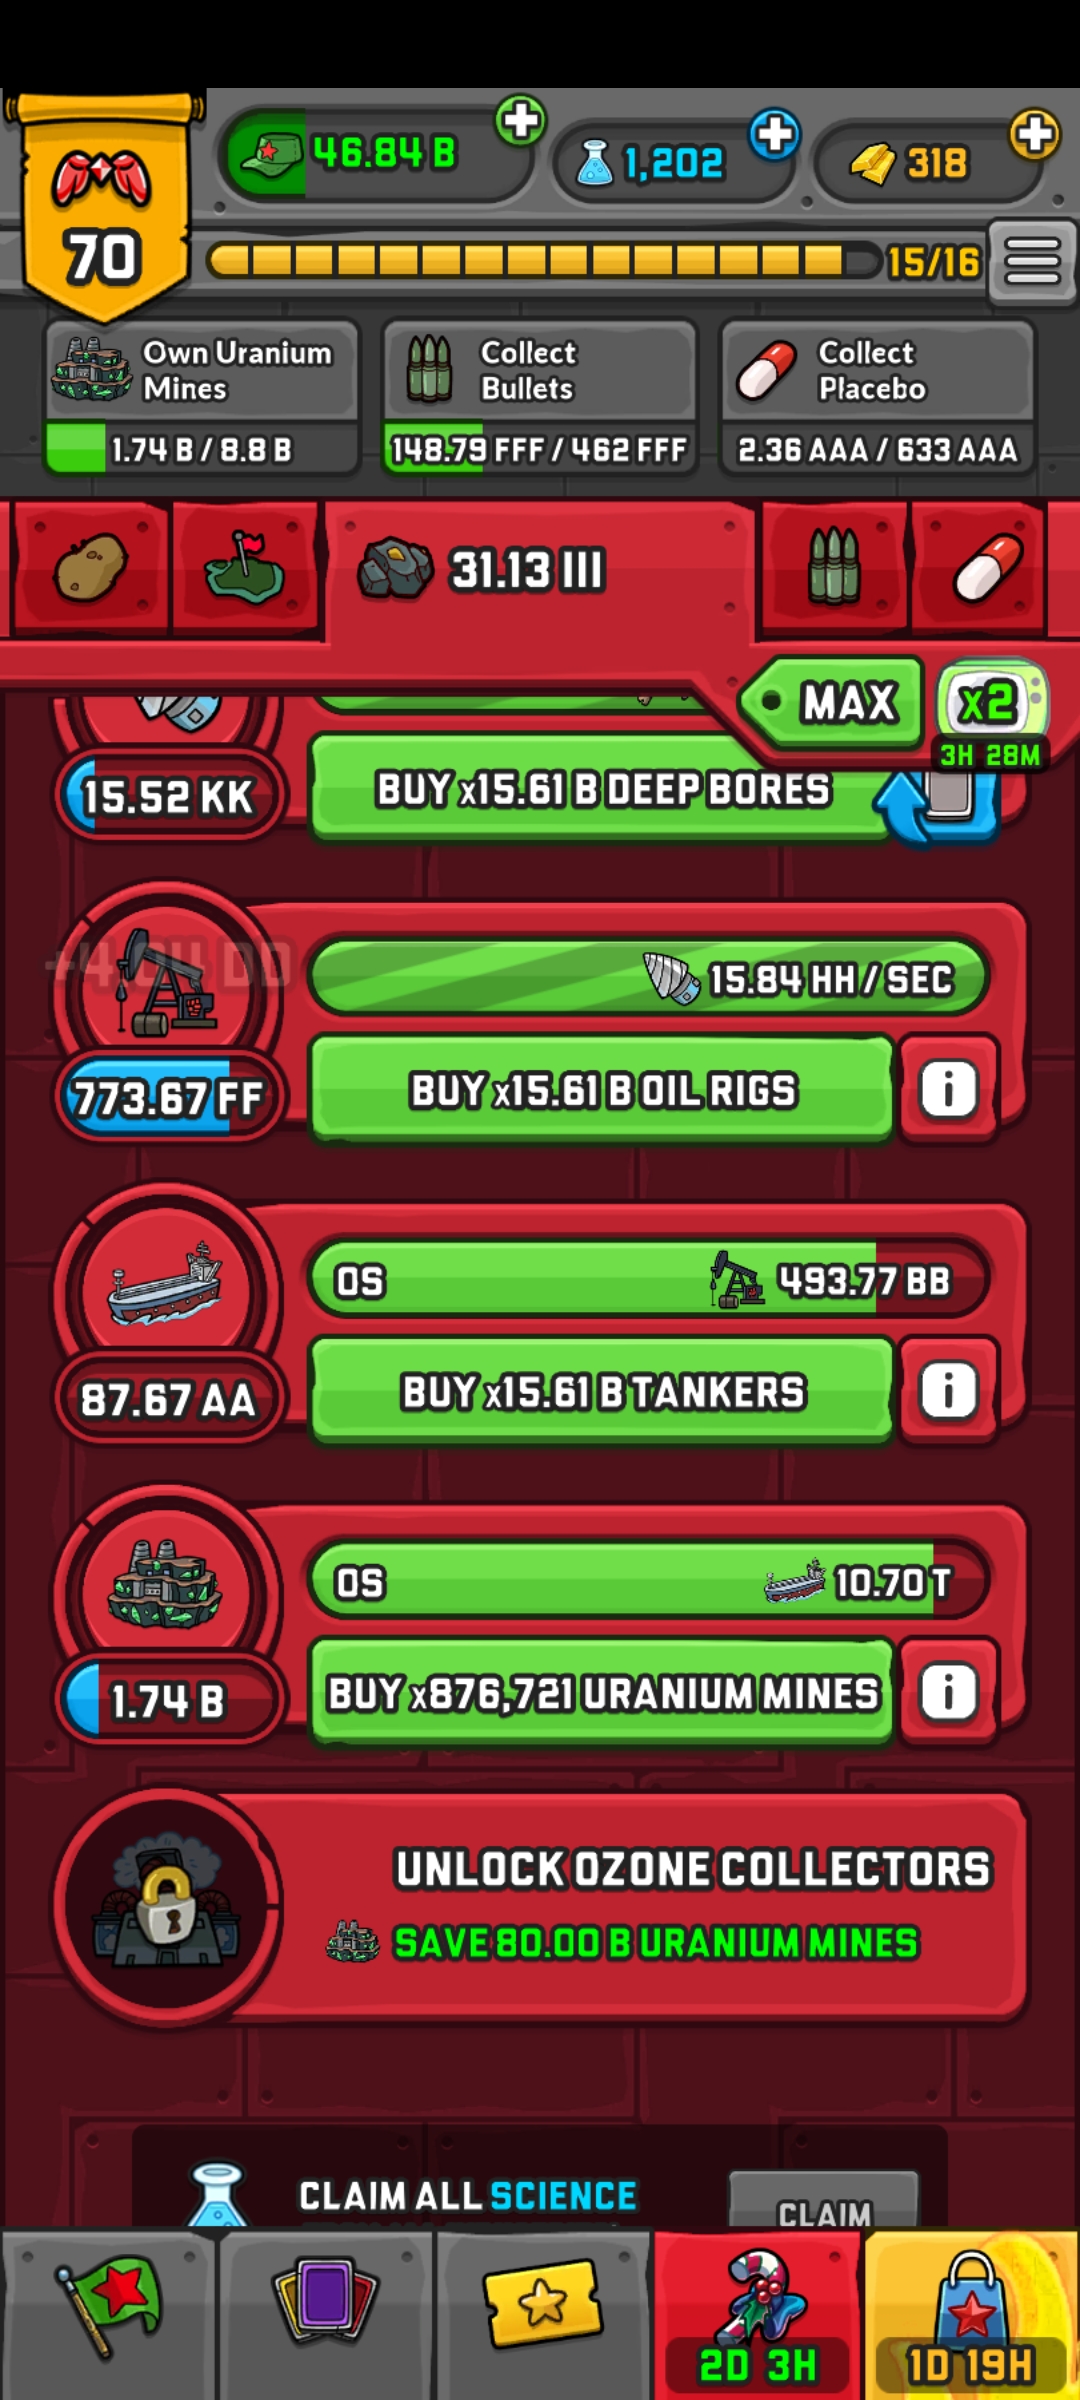 46.84 B
1,202
318
70
15/16
Own Uranium Mines
1.74 B / 8.8 B
Collect Bullets
148.79 FFF / 462 FFF
Collect Placebo
2.36 AAA / 633 AAA
31.13 III
MAX
x2
3H 28M
15.52 KK
BUY x15.61 B DEEP BORES
15.84 HH / SEC
773.67 FF
BUY x15.61 B OIL RIGS
i
0S
493.77 BB
87.67 AA
BUY x15.61 B TANKERS
i
0S
10.70 T
1.74 B
BUY x876,721 URANIUM MINES
i
UNLOCK OZONE COLLECTORS
SAVE 80.00 B URANIUM MINES
CLAIM ALL SCIENCE
CLAIM
2D 3H
1D 19H